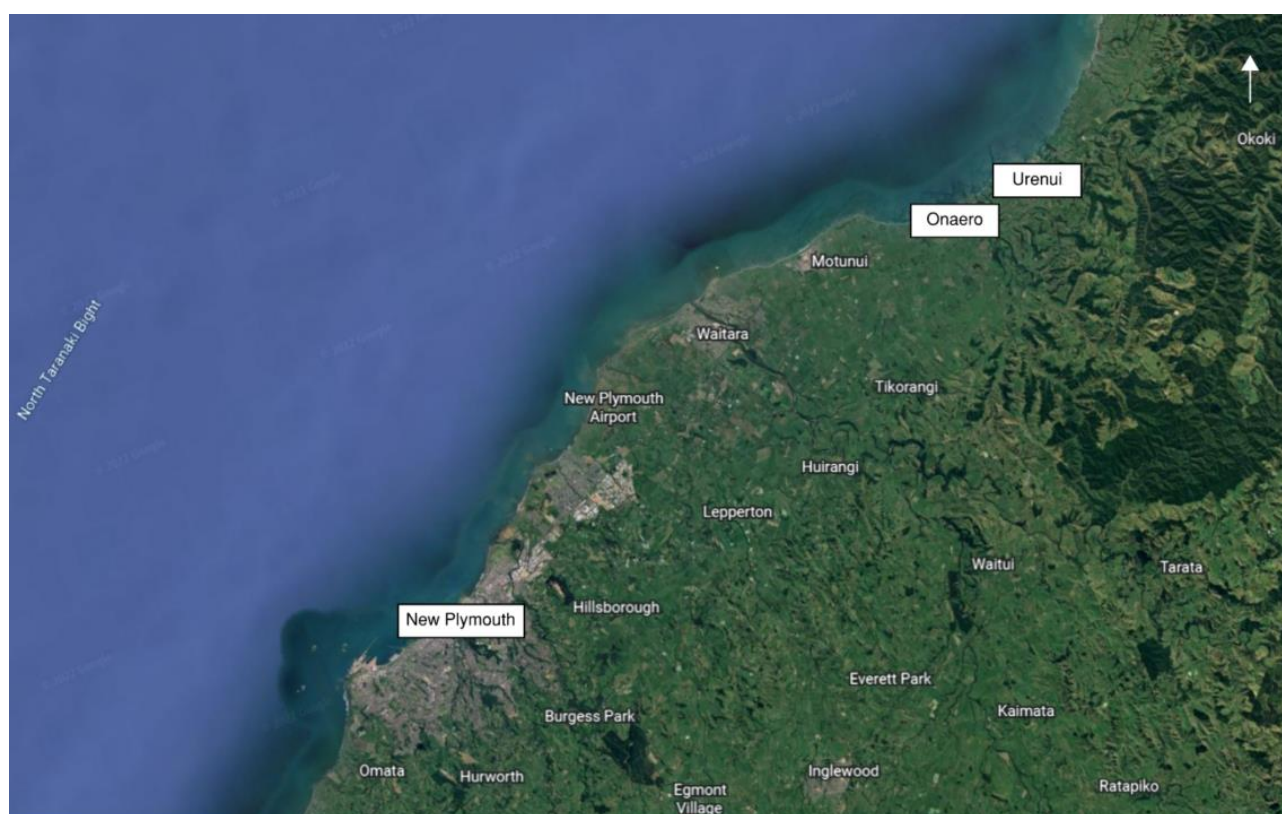 Okoki
Urenui
Onaero
Motunui
North Taranaki Bight
Waitara
New Plymouth
Airport
Tikorangi
Huirangi
Lepperton
Waitui
Tarata
Hillsborough
New Plymouth
Everett Park
Kaimata
Burgess Park
Omata
Hurworth
Inglewood
Egmont
Village
Ratapiko